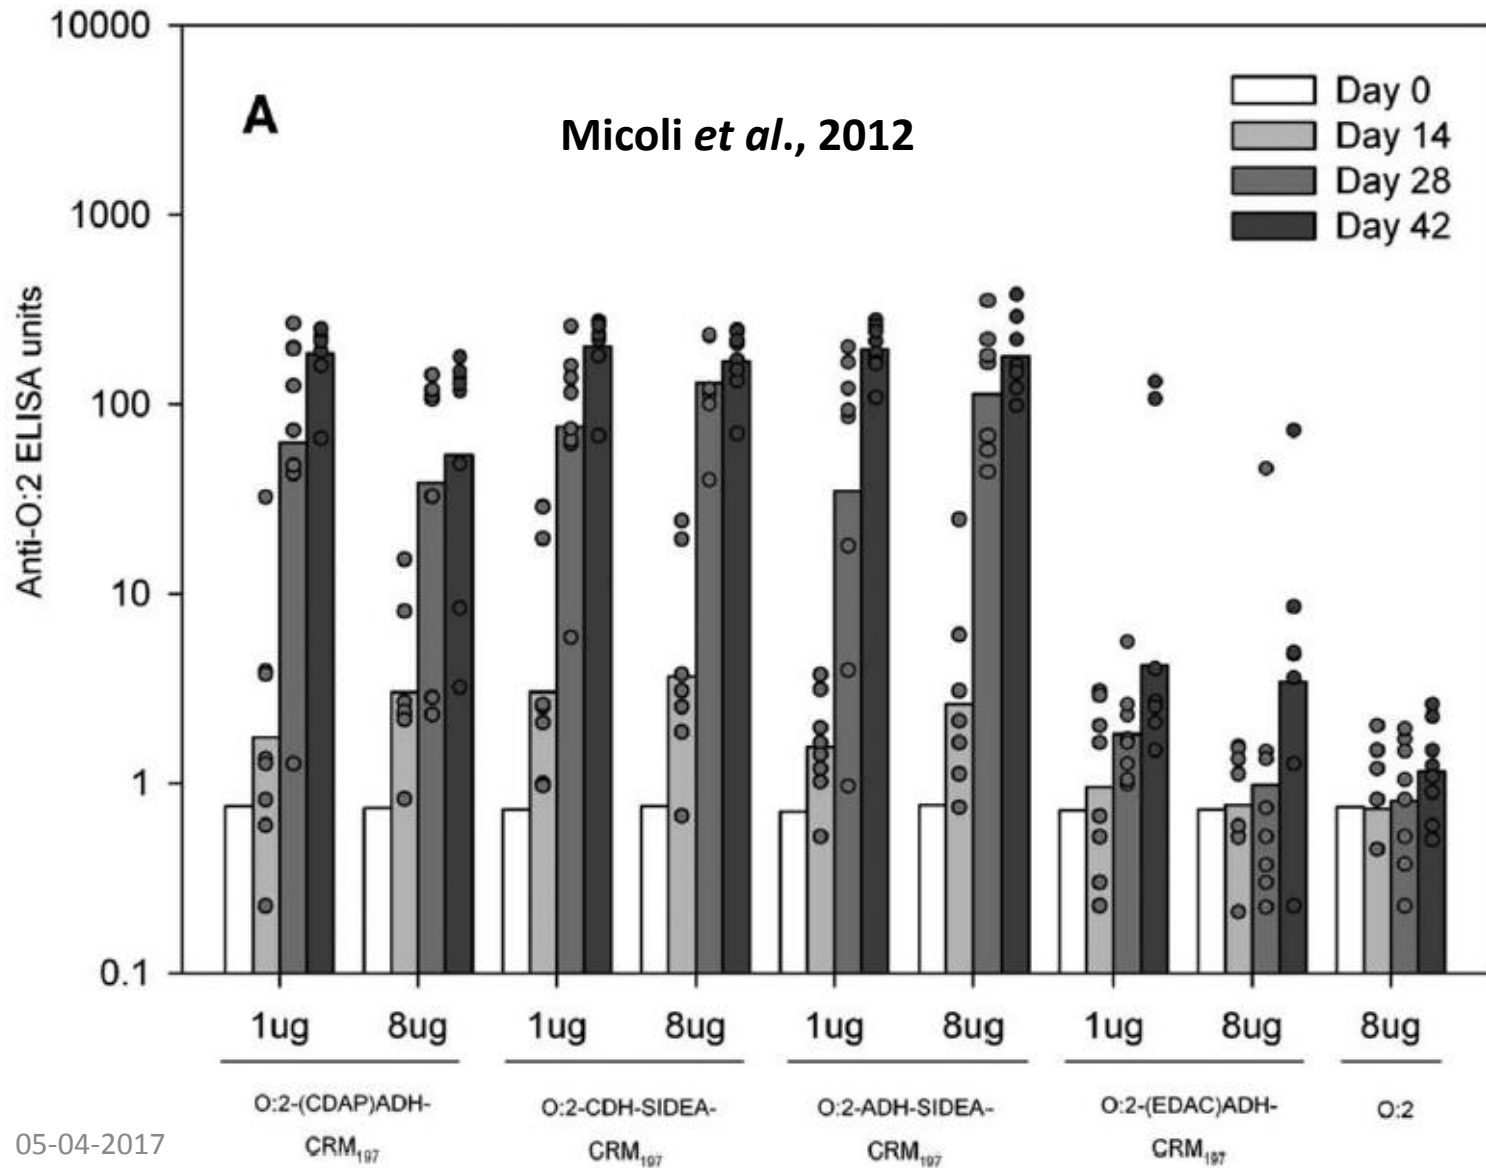 10000
1000
100
10
1
0.1
Anti-O:2 ELISA units
A
Micoli et al., 2012
Day 0
Day 14
Day 28
Day 42
1ug 8ug 1ug 8ug 1ug 8ug 1ug 8ug 8ug
O:2-(CDAP)ADH-
CRM197
O:2-CDH-SIDEA-
CRM197
O:2-ADH-SIDEA-
CRM197
O:2-(EDAC)ADH-
CRM197
O:2
05-04-2017